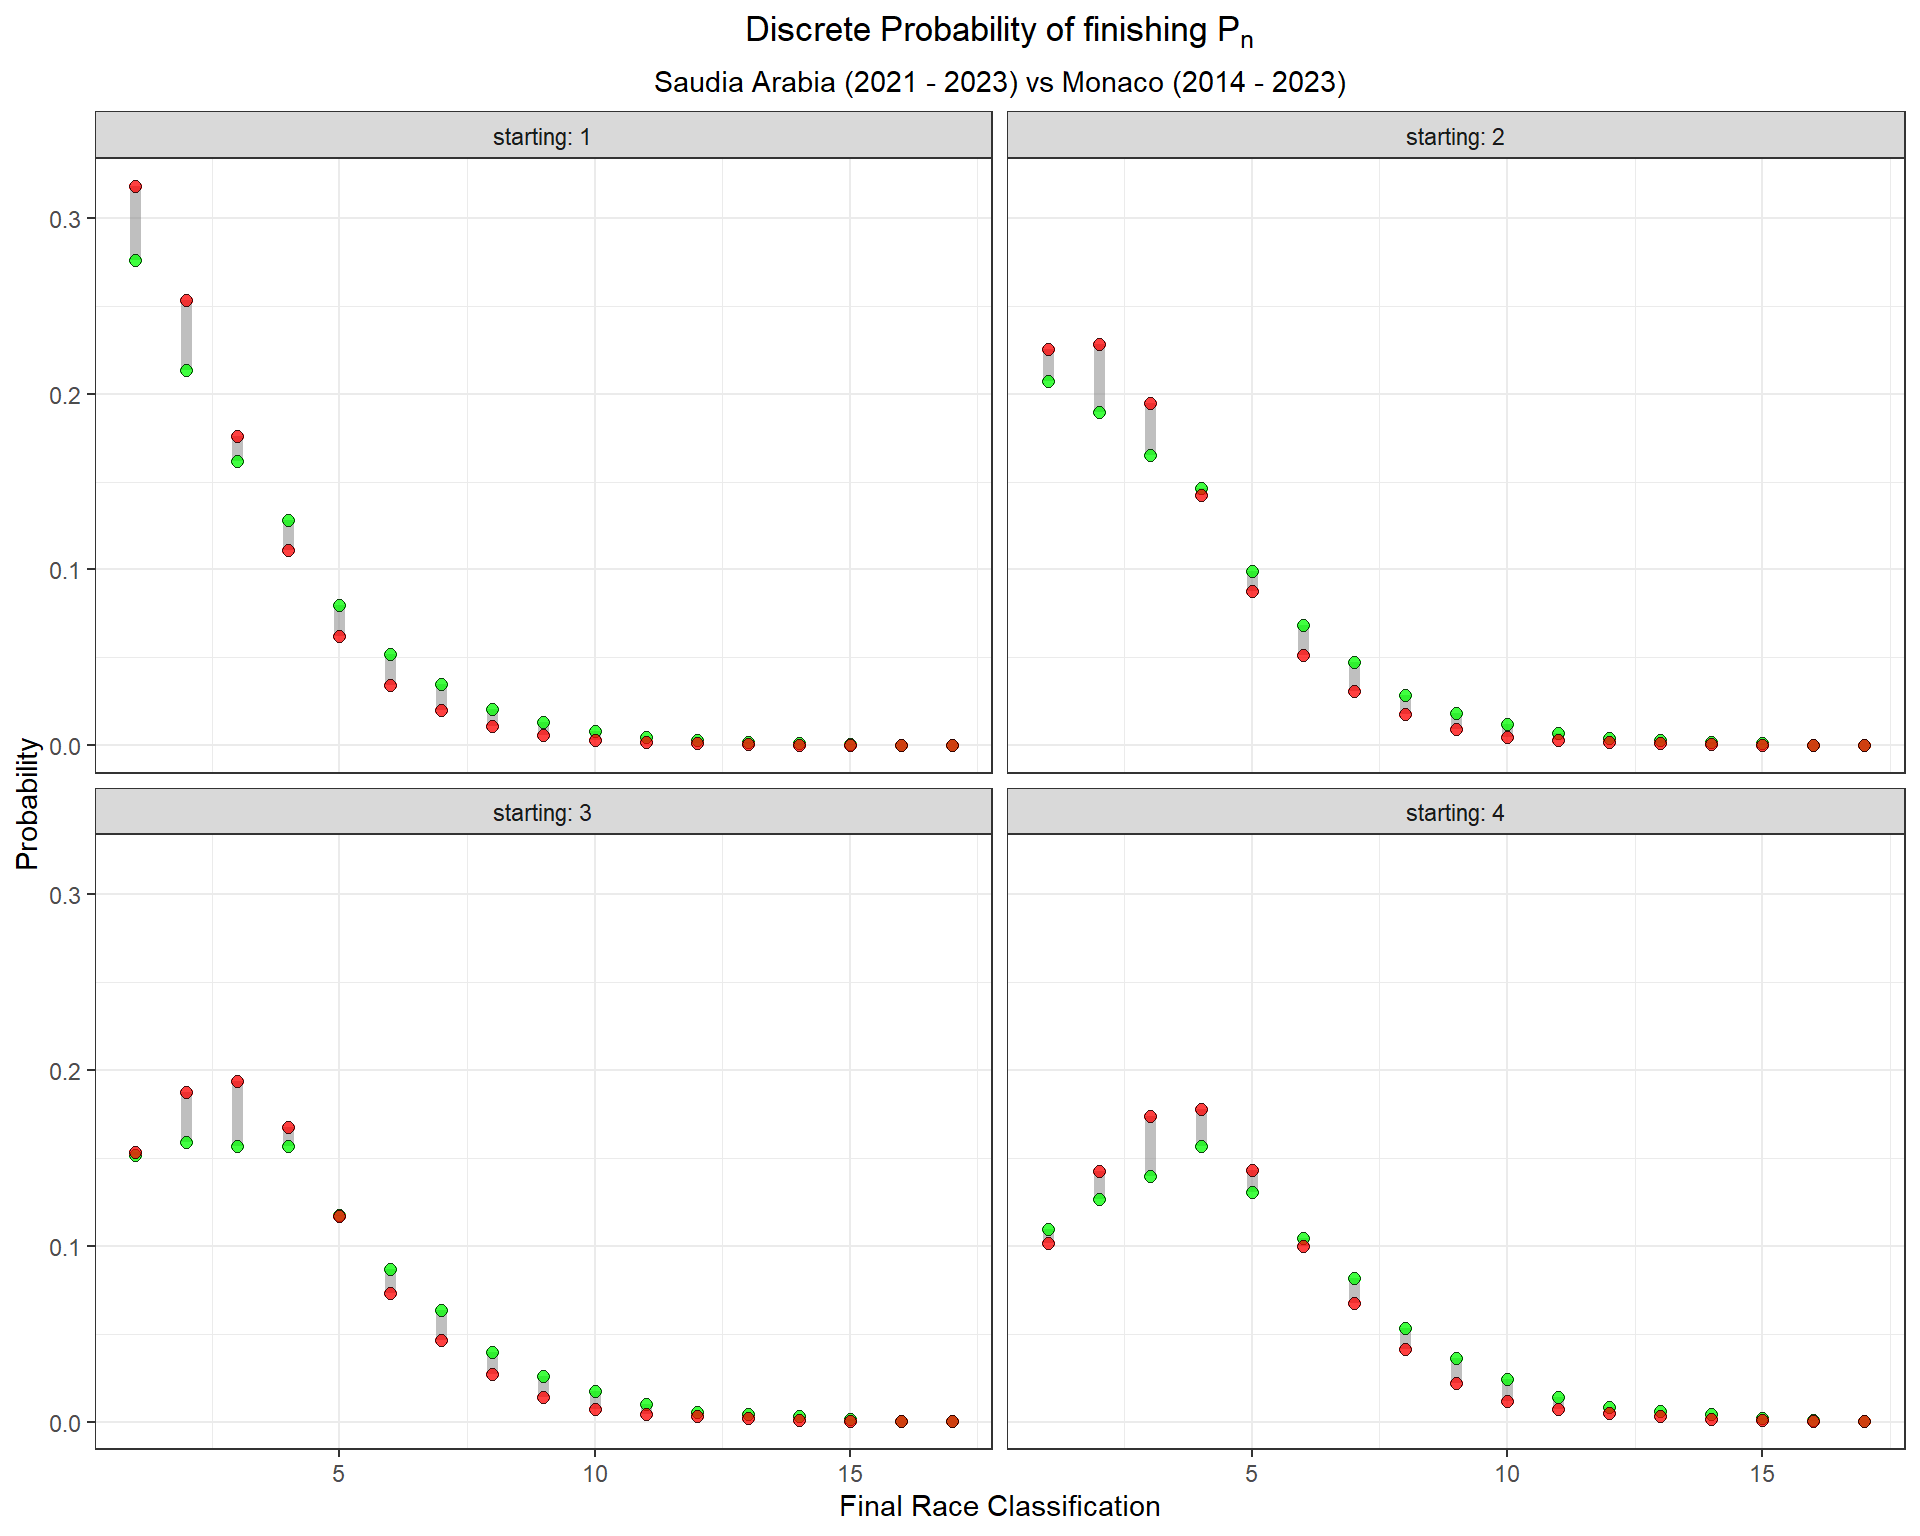 Discrete Probability of finishing Pn
Saudia Arabia (2021 - 2023) vs Monaco (2014 - 2023)
starting: 1
starting: 2
0.3
0.2
0.1
0.0
Probability
starting: 3
starting: 4
0.3
0.2
0.1
0.0
5
10
15
5
10
15
Final Race Classification